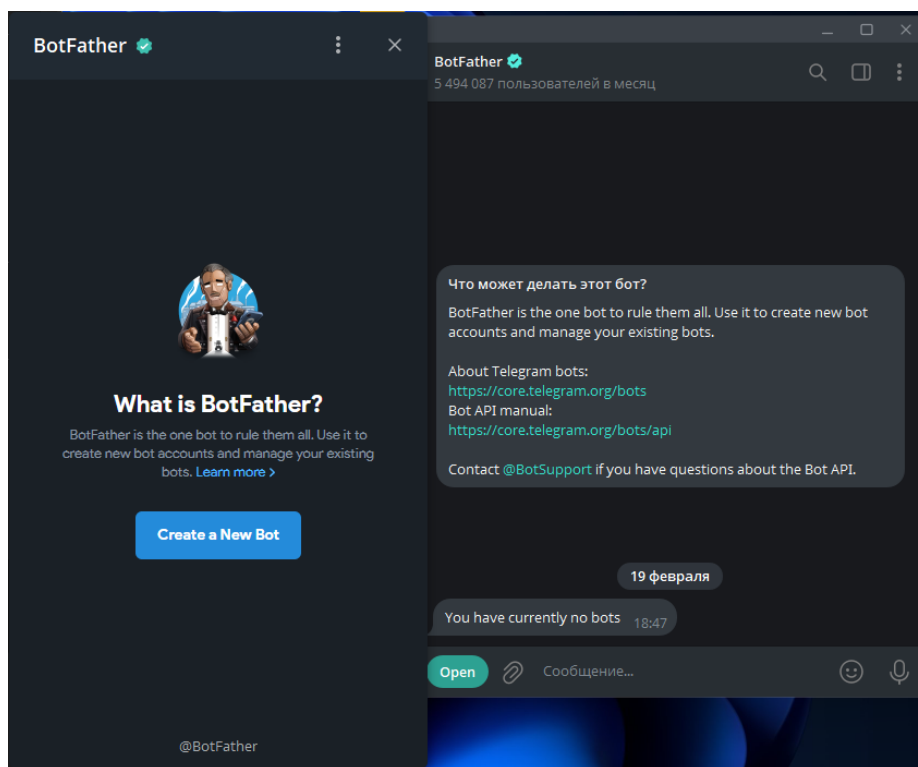 BotFather
What is BotFather?
BotFather is the one bot to rule them all. Use it to
create new bot accounts and manage your existing
bots. Learn more >
Create a New Bot
@BotFather
BotFather
5 494 087 пользователей в месяц
Что может делать этот бот?
BotFather is the one bot to rule them all. Use it to create new bot
accounts and manage your existing bots.
About Telegram bots:
https://core.telegram.org/bots
Bot API manual:
https://core.telegram.org/bots/api
Contact @BotSupport if you have questions about the Bot API.
19 февраля
You have currently no bots 18:47
Open Сообщение...